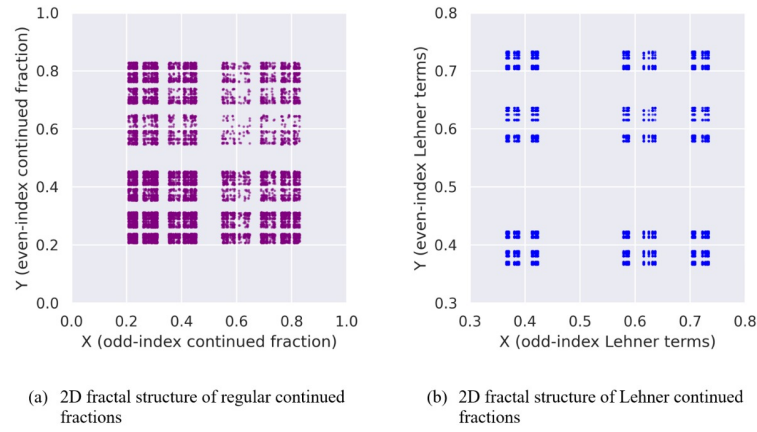 1.0
0.8
0.6
0.4
0.2
0.0
Y (even-index continued fraction)
0.0 0.2 0.4 0.6 0.8 1.0
X (odd-index continued fraction)
(a) 2D fractal structure of regular continued
fractions
0.8
0.7
0.6
0.5
0.4
0.3
Y (even-index Lehner terms)
0.3 0.4 0.5 0.6 0.7 0.8
X (odd-index Lehner terms)
(b) 2D fractal structure of Lehner continued
fractions